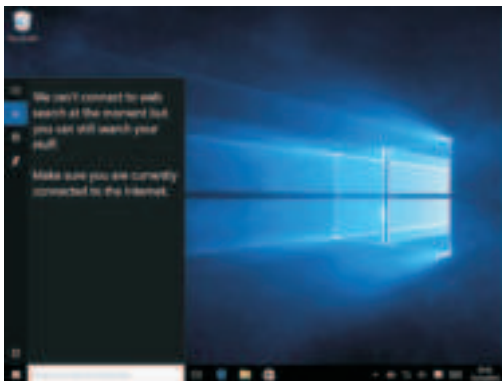 We can't connect to web
search at the moment but
you can still search your
stuff.
Make sure you are currently
connected to the Internet.